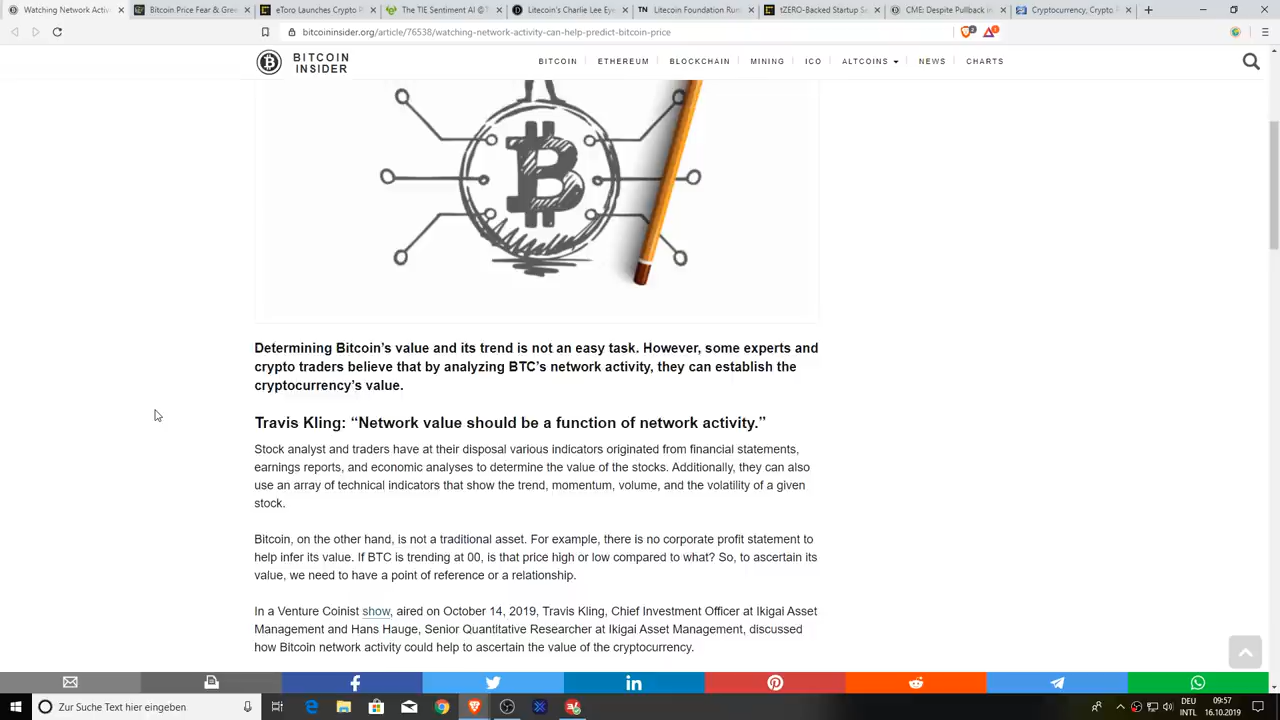 Watching Network Activity
Bitcoin Price Fear & Gre
eToro Launches Crypto P
The TIE Sentiment AI @T
Litecoin's Charlie Lee Eye
Litecoin Foundation Run
tZERO-Backed Startup Se
CME: Despite Pullback in
Cryptocurrency, Crypto P
bitcoininsider.org/article/76538/watching-network-activity-can-help-predict-bitcoin-price
BITCOIN
INSIDER
BITCOIN
ETHEREUM
BLOCKCHAIN
MINING
ICO
ALTCOINS
NEWS
CHARTS
Determining Bitcoin's value and its trend is not an easy task. However, some experts and
crypto traders believe that by analyzing BTC's network activity, they can establish the
cryptocurrency's value.
Travis Kling: “Network value should be a function of network activity.”
Stock analyst and traders have at their disposal various indicators originated from financial statements,
earnings reports, and economic analyses to determine the value of the stocks. Additionally, they can also
use an array of technical indicators that show the trend, momentum, volume, and the volatility of a given
stock.
Bitcoin, on the other hand, is not a traditional asset. For example, there is no corporate profit statement to
help infer its value. If BTC is trending at 00, is that price high or low compared to what? So, to ascertain its
value, we need to have a point of reference or a relationship.
In a Venture Coinist show, aired on October 14, 2019, Travis Kling, Chief Investment Officer at Ikigai Asset
Management and Hans Hauge, Senior Quantitative Researcher at Ikigai Asset Management, discussed
how Bitcoin network activity could help to ascertain the value of the cryptocurrency.
Zur Suche Text hier eingeben
DEU
INTL
09:57
16.10.2019